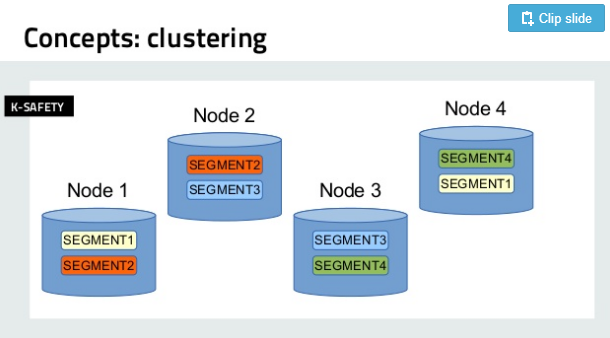 Clip slide
Concepts: clustering
K-SAFETY
Node 1
SEGMENT1
SEGMENT2
Node 2
SEGMENT2
SEGMENT3
Node 3
SEGMENT3
SEGMENT4
Node 4
SEGMENT4
SEGMENT1